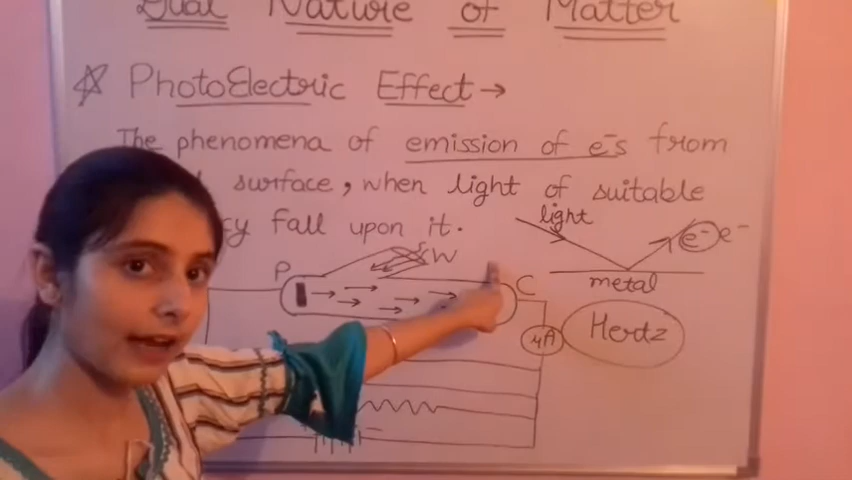 Dual Nature of Matter
PhotoElectric Effect →
The phenomena of emission of e⁻s from
surface, when light of suitable
fall upon it.
light
e⁻ e⁻
metal
P
W
C
μA
Hertz